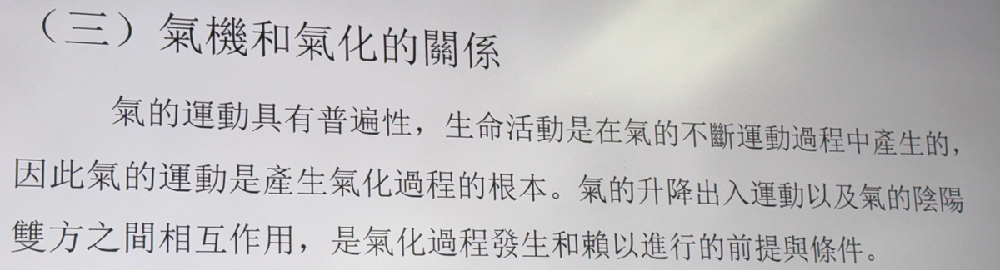 （三）氣機和氣化的關係
氣的運動具有普遍性，生命活動是在氣的不斷運動過程中產生的，
因此氣的運動是產生氣化過程的根本。氣的升降出入運動以及氣的陰陽
雙方之間相互作用，是氣化過程發生和賴以進行的前提與條件。